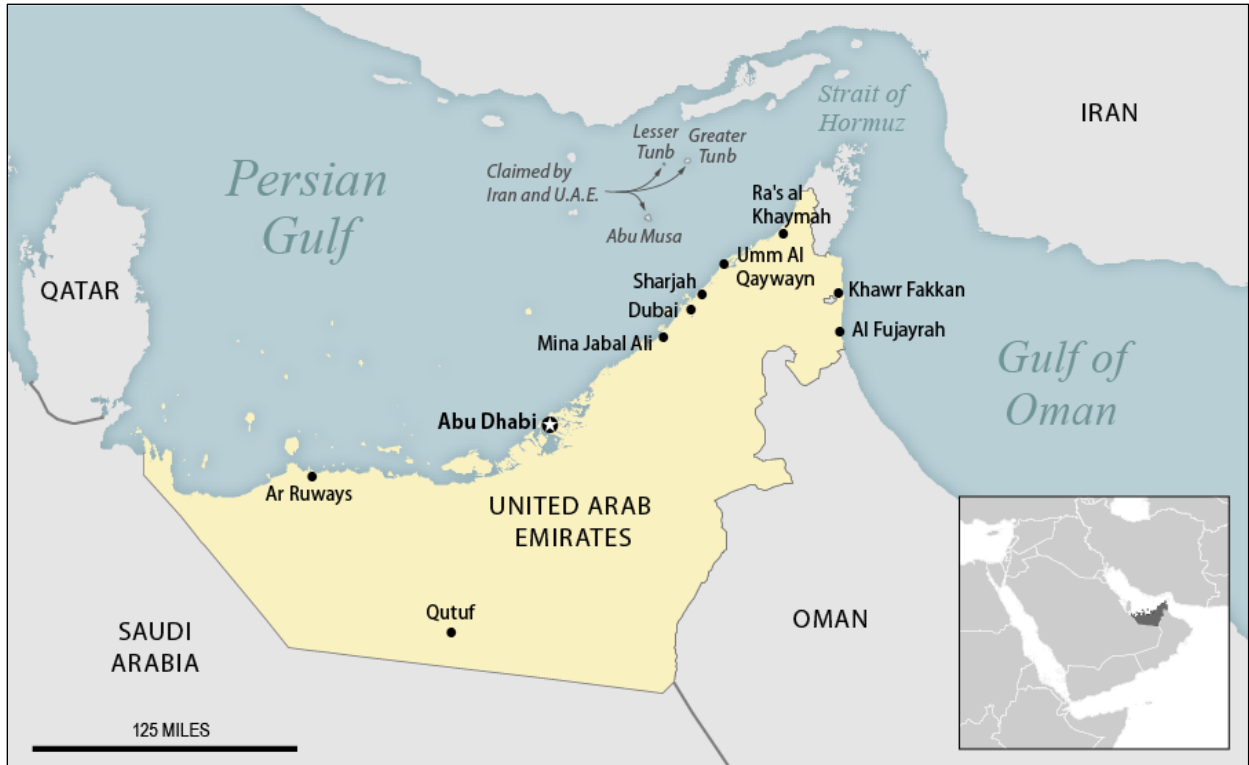 Strait of
Hormuz
IRAN
Lesser
Tunb
Greater
Tunb
Persian
Gulf
Claimed by
Iran and U.A.E.
Abu Musa
Ra's al
Khaymah
Umm Al
Qaywayn
QATAR
Sharjah
Khawr Fakkan
Dubai
Al Fujayrah
Mina Jabal Ali
Gulf of
Oman
Abu Dhabi
Ar Ruways
UNITED ARAB
EMIRATES
Qutuf
OMAN
SAUDI
ARABIA
125 MILES